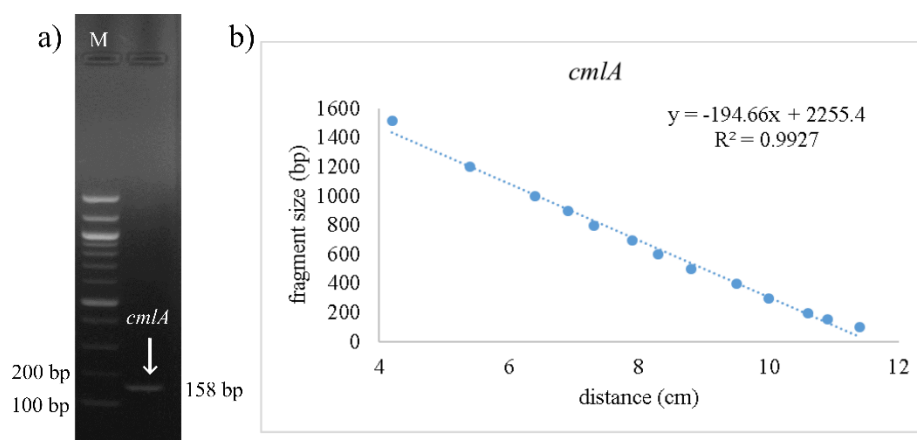 a)
M
cmlA
200 bp
158 bp
100 bp
b)
cmlA
y = -194.66x + 2255.4
R² = 0.9927
fragment size (bp)
1600
1400
1200
1000
800
600
400
200
0
4 6 8 10 12
distance (cm)